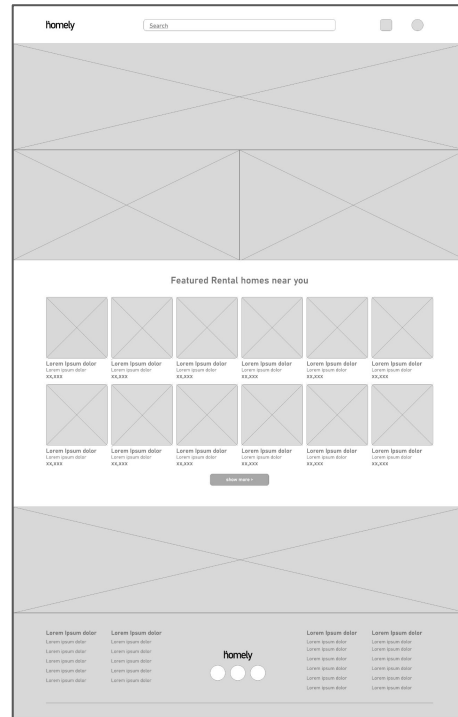 homely
Search
Featured Rental homes near you
Lorem Ipsum dolor Lorem Ipsum dolor Lorem Ipsum dolor Lorem Ipsum dolor Lorem Ipsum dolor Lorem Ipsum dolor
Lorem ipsum dolor Lorem ipsum dolor Lorem ipsum dolor Lorem ipsum dolor Lorem ipsum dolor Lorem ipsum dolor
xx,xxx xx,xxx xx,xxx xx,xxx xx,xxx xx,xxx
Lorem Ipsum dolor Lorem Ipsum dolor Lorem Ipsum dolor Lorem Ipsum dolor Lorem Ipsum dolor Lorem Ipsum dolor
Lorem ipsum dolor Lorem ipsum dolor Lorem ipsum dolor Lorem ipsum dolor Lorem ipsum dolor Lorem ipsum dolor
xx,xxx xx,xxx xx,xxx xx,xxx xx,xxx xx,xxx
show more ›
Lorem Ipsum dolor
Lorem ipsum dolor
Lorem ipsum dolor
Lorem ipsum dolor
Lorem ipsum dolor
Lorem ipsum dolor
Lorem Ipsum dolor
Lorem ipsum dolor
Lorem ipsum dolor
Lorem ipsum dolor
Lorem ipsum dolor
Lorem ipsum dolor
homely
Lorem Ipsum dolor
Lorem ipsum dolor
Lorem ipsum dolor
Lorem ipsum dolor
Lorem ipsum dolor
Lorem ipsum dolor
Lorem ipsum dolor
Lorem Ipsum dolor
Lorem ipsum dolor
Lorem ipsum dolor
Lorem ipsum dolor
Lorem ipsum dolor
Lorem ipsum dolor
Lorem ipsum dolor